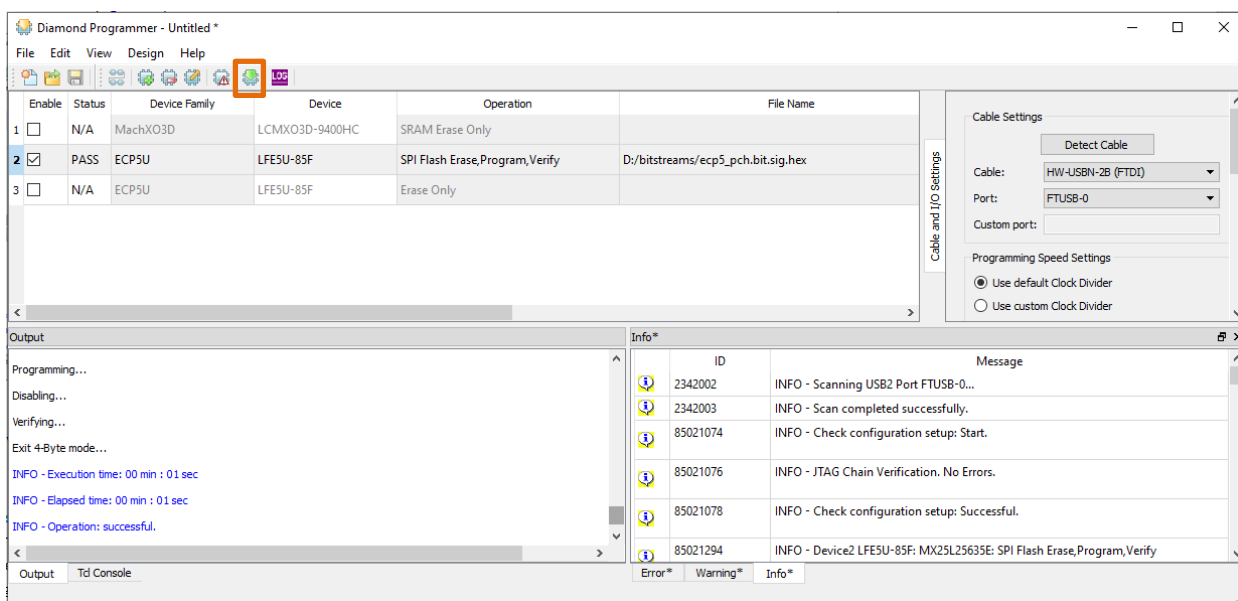 Diamond Programmer - Untitled *
File Edit View Design Help
LOG
Enable Status Device Family Device Operation File Name
1 N/A MachXO3D LCMXO3D-9400HC SRAM Erase Only
2 PASS ECP5U LFE5U-85F SPI Flash Erase,Program,Verify D:/bitstreams/ecp5_pch.bit.sig.hex
3 N/A ECP5U LFE5U-85F Erase Only
Cable and I/O Settings
Cable Settings
Detect Cable
Cable: HW-USBN-2B (FTDI)
Port: FTUSB-0
Custom port:
Programming Speed Settings
Use default Clock Divider
Use custom Clock Divider
Output
Programming...
Disabling...
Verifying...
Exit 4-Byte mode...
INFO - Execution time: 00 min : 01 sec
INFO - Elapsed time: 00 min : 01 sec
INFO - Operation: successful.
Output Tcl Console
Info*
ID Message
2342002 INFO - Scanning USB2 Port FTUSB-0...
2342003 INFO - Scan completed successfully.
85021074 INFO - Check configuration setup: Start.
85021076 INFO - JTAG Chain Verification. No Errors.
85021078 INFO - Check configuration setup: Successful.
85021294 INFO - Device2 LFE5U-85F: MX25L25635E: SPI Flash Erase,Program,Verify
Error* Warning* Info*